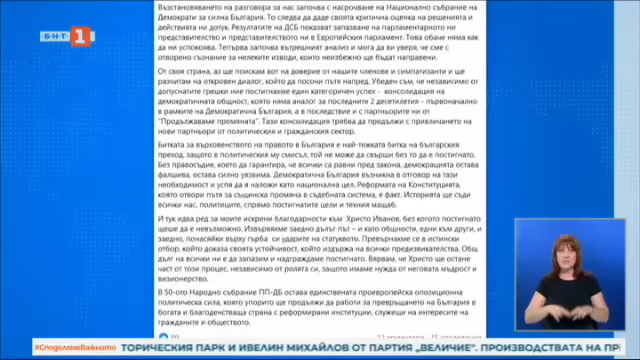 Възстановяването на разговора за нас започва с насрочване на Национално събрание на
Демократи за силна България. То следва да даде своята критична оценка на решенията и
действията ни дотук. Резултатите на ДСБ показват запазване на парламентарното ни
представителство и представителството ни в Европейския парламент. Това обаче няма как
да ни успокоява. Тепърва започва вътрешният анализ и мога да ви уверя, че сме с
отворено съзнание за нелеките изводи, които неизбежно ще бъдат направени.
От своя страна, аз ще поискам вот на доверие от нашите членове и симпатизанти и ще
разчитам на откровен диалог, който да посочи пътя напред. Убеден съм, че независимо от
допуснатите грешки ние постигнахме един категоричен успех - консолидация на
демократичната общност, която няма аналог за последните 2 десетилетия – първоначално
в рамките на Демократична България, а в последствие и с партньорите ни от
"Продължаваме промяната". Тази консолидация трябва да продължи с привличането на
нови партньори от политическия и гражданския сектор.
Битката за върховенството на правото в България е най-тежката битка на българския
преход, защото в политическия му смисъл, той не може да свърши без то да е постигнато.
Без правосъдие, което да гарантира, че всички са равни пред закона, демокрацията остава
фалшива, остава силно уязвима. Демократична България възникна в отговор на тази
необходимост и успя да я наложи като национална цел. Реформата на Конституцията,
която отвори пътя за същинска промяна в съдебната система, е факт. Историята ще съди
всички нас, политиците, спрямо постигнатите цели и техния мащаб.
И тук идва ред за моите искрени благодарности към Христо Иванов, без когото постигнато
щеше да е невъзможно. Извървяхме заедно дълъг път – и като общности, едни към други, и
заедно, понасяйки върху гърба си ударите на статуквото. Превърнахме се в истински
отбор, който доказа своята устойчивост, който издържа на всички предизвикателства. Общ
дълг на всички ни е да запазим и надграждаме постигнато. Вярвам, че Христо ще остане
част от този процес, независимо от ролята си, защото имаме нужда от неговата мъдрост и
визионерство.
В 50-ото Народно събрание ПП-ДБ остава единствената проевропейска опозиционна
политическа сила, която упорито ще продължи да работи за превръщането на България в
богата и благоденстваща страна с реформирани институции, служещи на интересите на
гражданите и обществото.
БНТ 1
#Споделямеважното
ТОРИЧЕСКИЯ ПАРК И ИВЕЛИН МИХАЙЛОВ ОТ ПАРТИЯ „ВЕЛИЧИЕ". ПРОИЗВОДСТВАТА НА ПР